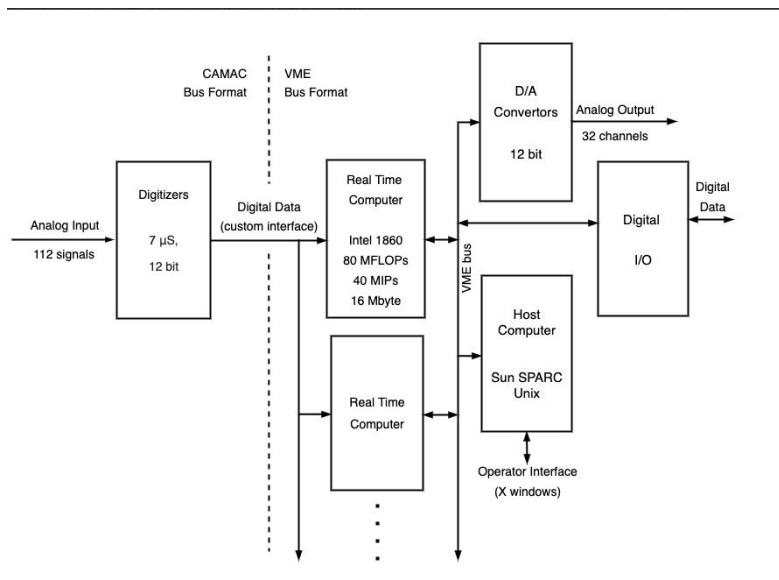 CAMAC
Bus Format
VME
Bus Format
D/A
Convertors
12 bit
Analog Output
32 channels
Digitizers
7 µS,
12 bit
Analog Input
112 signals
Digital Data
(custom interface)
Real Time
Computer
Intel 1860
80 MFLOPs
40 MIPs
16 Mbyte
VME bus
Digital
I/O
Digital
Data
Host
Computer
Sun SPARC
Unix
Real Time
Computer
Operator Interface
(X windows)